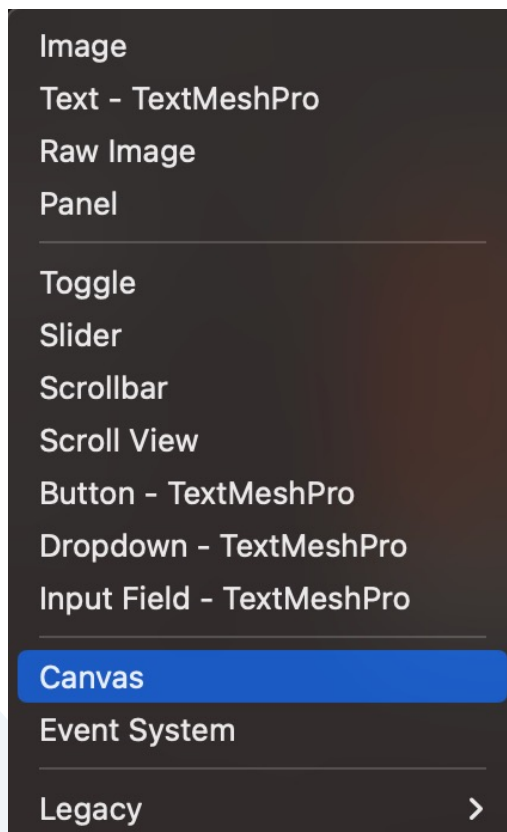 Image
Text - TextMeshPro
Raw Image
Panel
Toggle
Slider
Scrollbar
Scroll View
Button - TextMeshPro
Dropdown - TextMeshPro
Input Field - TextMeshPro
Canvas
Event System
Legacy